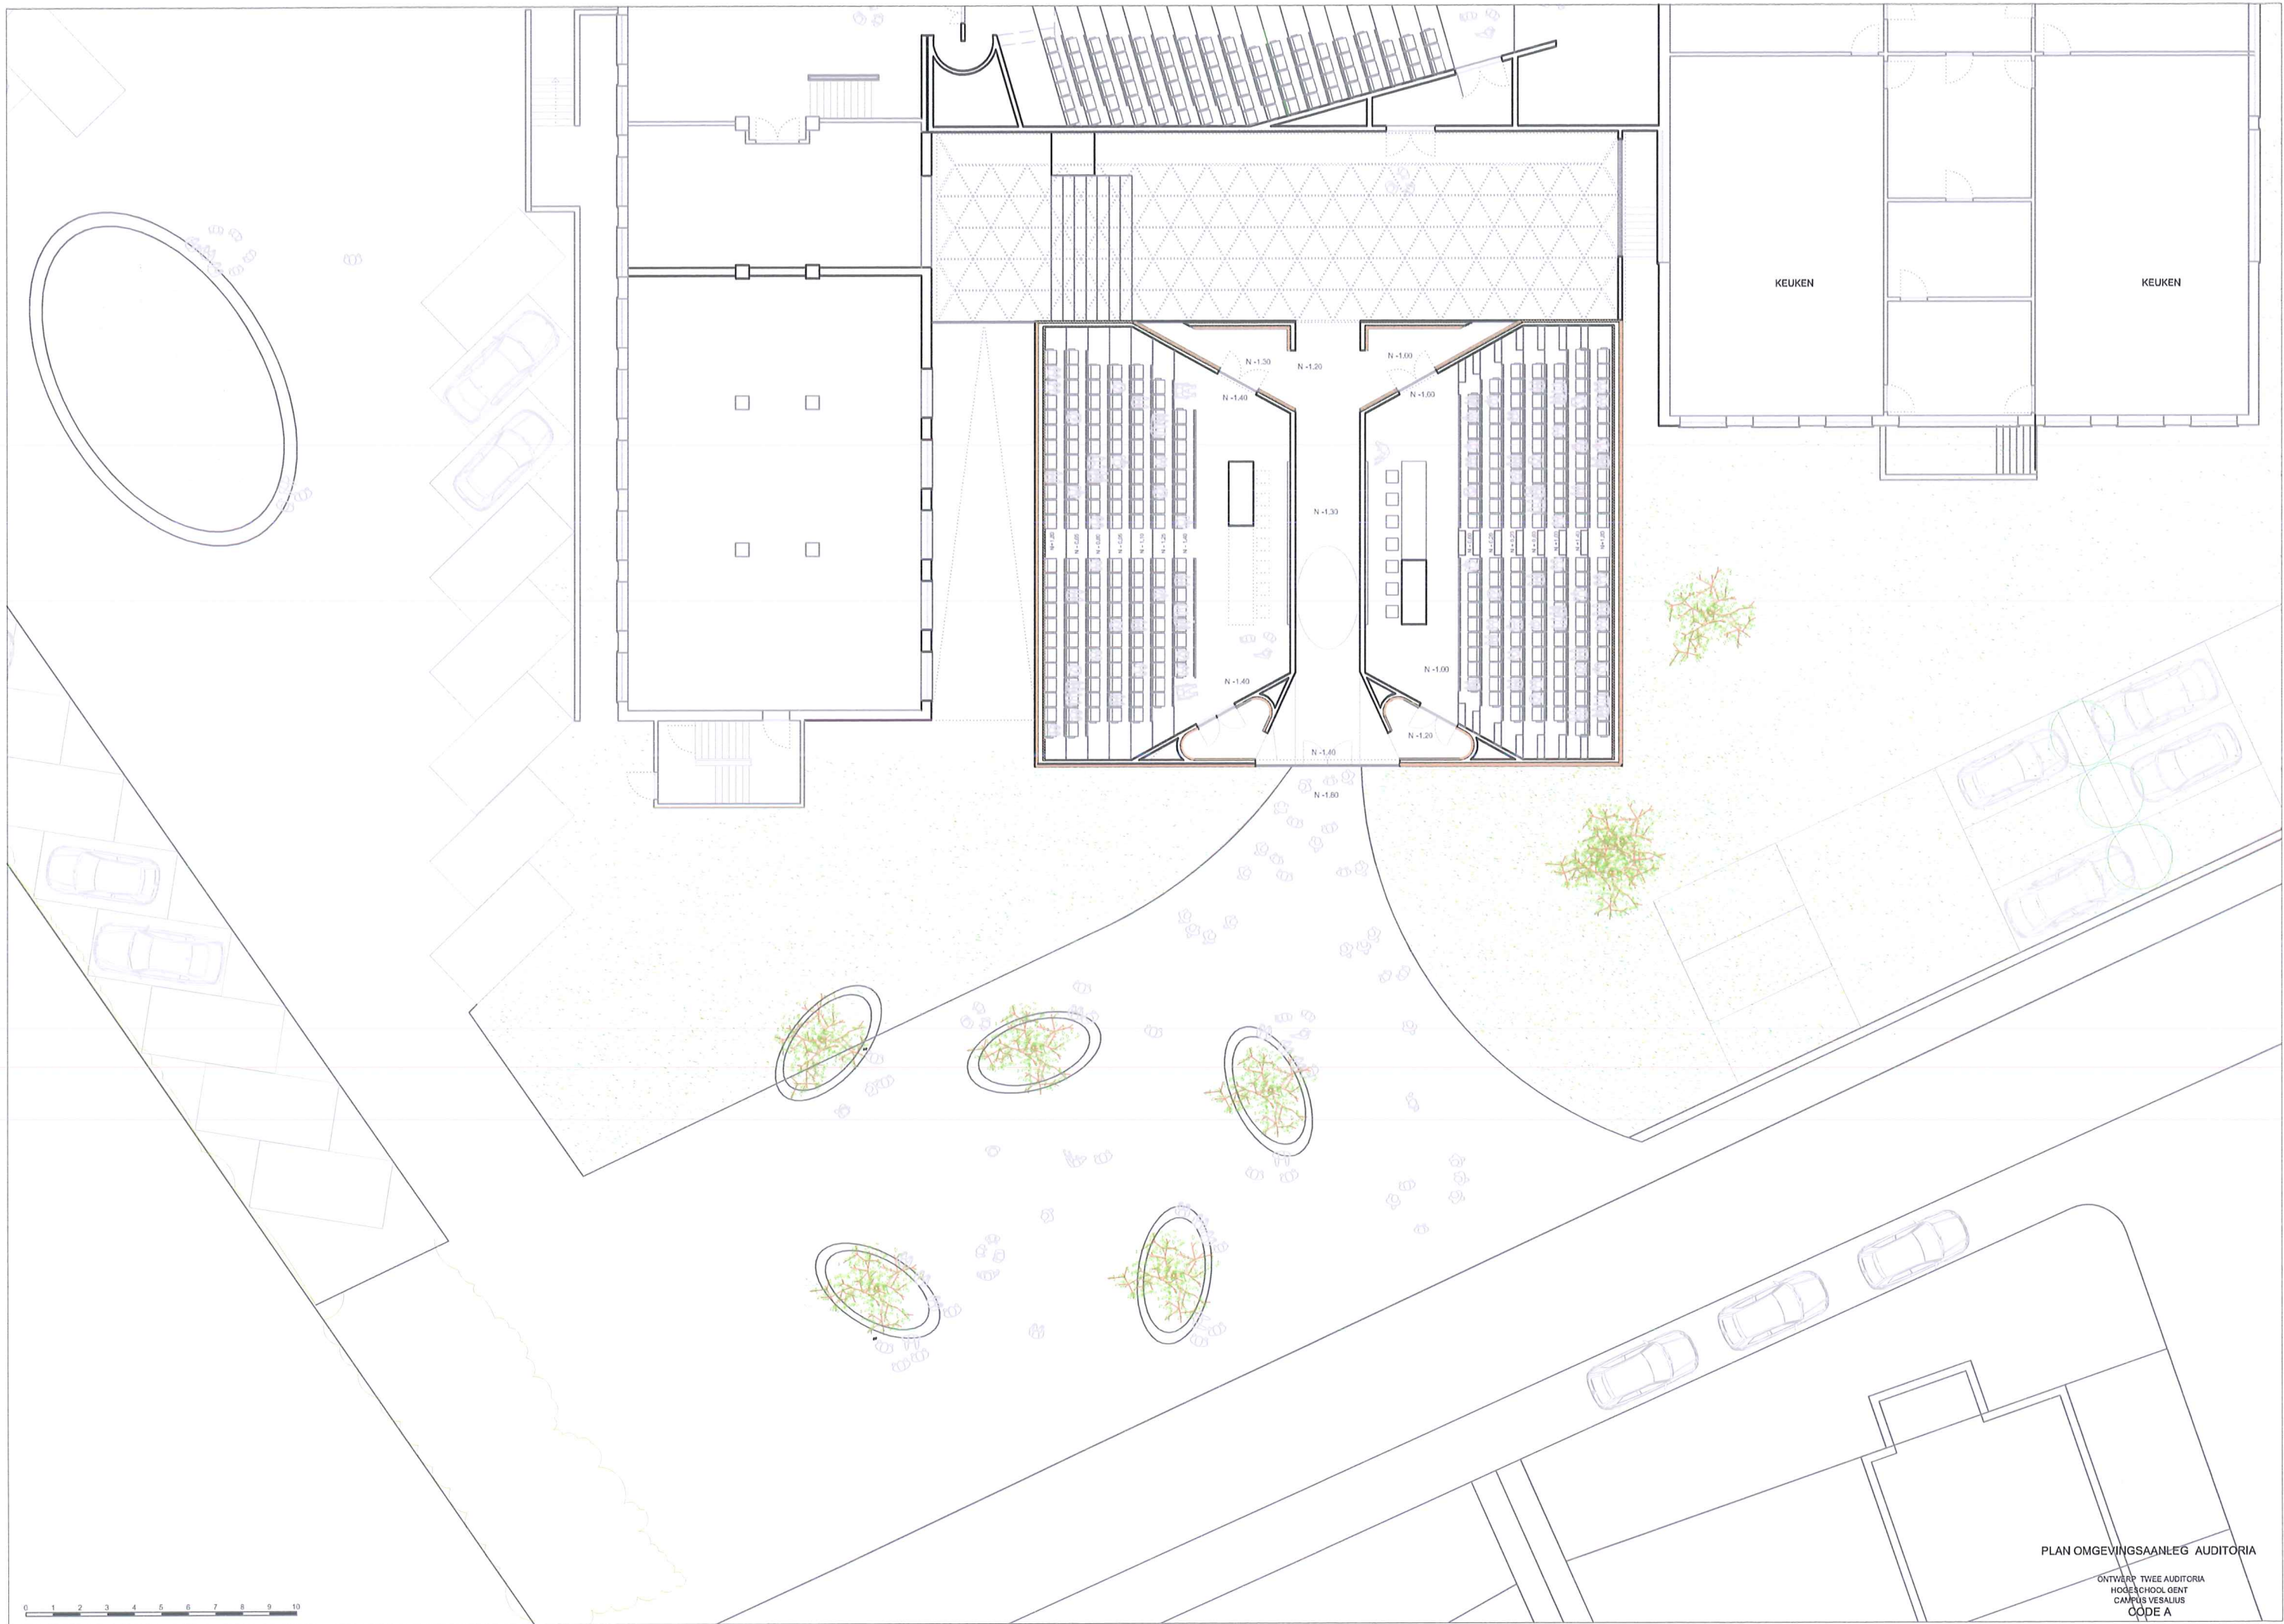 KEUKEN
KEUKEN
N -1.30
N -1.20
N -1.00
N -1.40
N -1.00
N -1.30
N -1.00
N -1.40
N -1.20
N -1.40
N -1.60
PLAN OMGEVINGSAANLEG AUDITORIA
ONTWERP TWEE AUDITORIA
HOGESCHOOL GENT
CAMPUS VESALIUS
CODE A
0 1 2 3 4 5 6 7 8 9 10